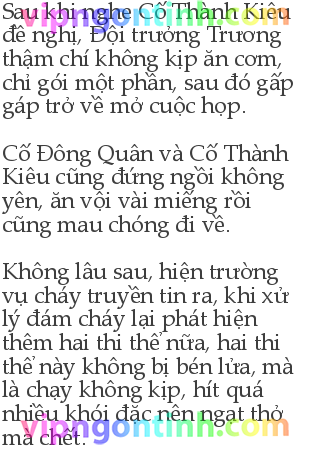 Sau khi nghe Cố Thành Kiêu
đề nghị, Đội trưởng Trương
thậm chí không kịp ăn cơm,
chỉ gói một phần, sau đó gấp
gáp trở về mở cuộc họp.

Cố Đông Quân và Cố Thành
Kiêu cũng đứng ngồi không
yên, ăn vội vài miếng rồi
cũng mau chóng đi về.

Không lâu sau, hiện trường
vụ cháy truyền tin ra, khi xử
lý đám cháy lại phát hiện
thêm hai thi thể nữa, hai thi
thể này không bị bén lửa, mà
là chạy không kịp, hít quá
nhiều khói đặc nên ngạt thở
mà chết.
vipngontinh.com
vipngontinh.com